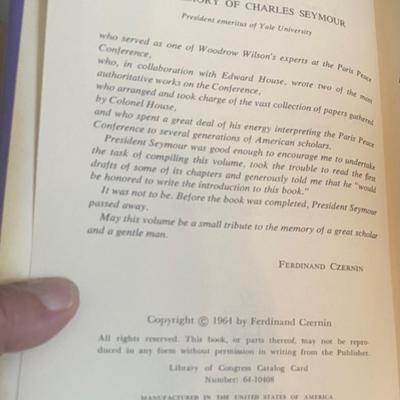 ORY OF CHARLES SEYMOUR
President emeritus of Yale University
who served as one of Woodrow Wilson's experts at the Paris Peace
Conference,
who, in collaboration with Edward House, wrote two of the most
authoritative works on the Conference,
who arranged and took charge of the vast collection of papers gathered
by Colonel House,
and who spent a great deal of his energy interpreting the Paris Peace
Conference to several generations of American scholars.
President Seymour was good enough to encourage me to undertake
the task of compiling this volume, took the trouble to read the first
drafts of some of its chapters and generously told me that he "would
be honored to write the introduction to this book."
It was not to be. Before the book was completed, President Seymour
passed away.
May this volume be a small tribute to the memory of a great scholar
and a gentle man.
FERDINAND CZERNIN
Copyright © 1964 by Ferdinand Czernin
All rights reserved. This book, or parts thereof, may not be repro-
duced in any form without permission in writing from the Publisher.
Library of Congress Catalog Card
Number: 64-10408
MANUFACTURED IN THE UNITED STATES OF AMERICA